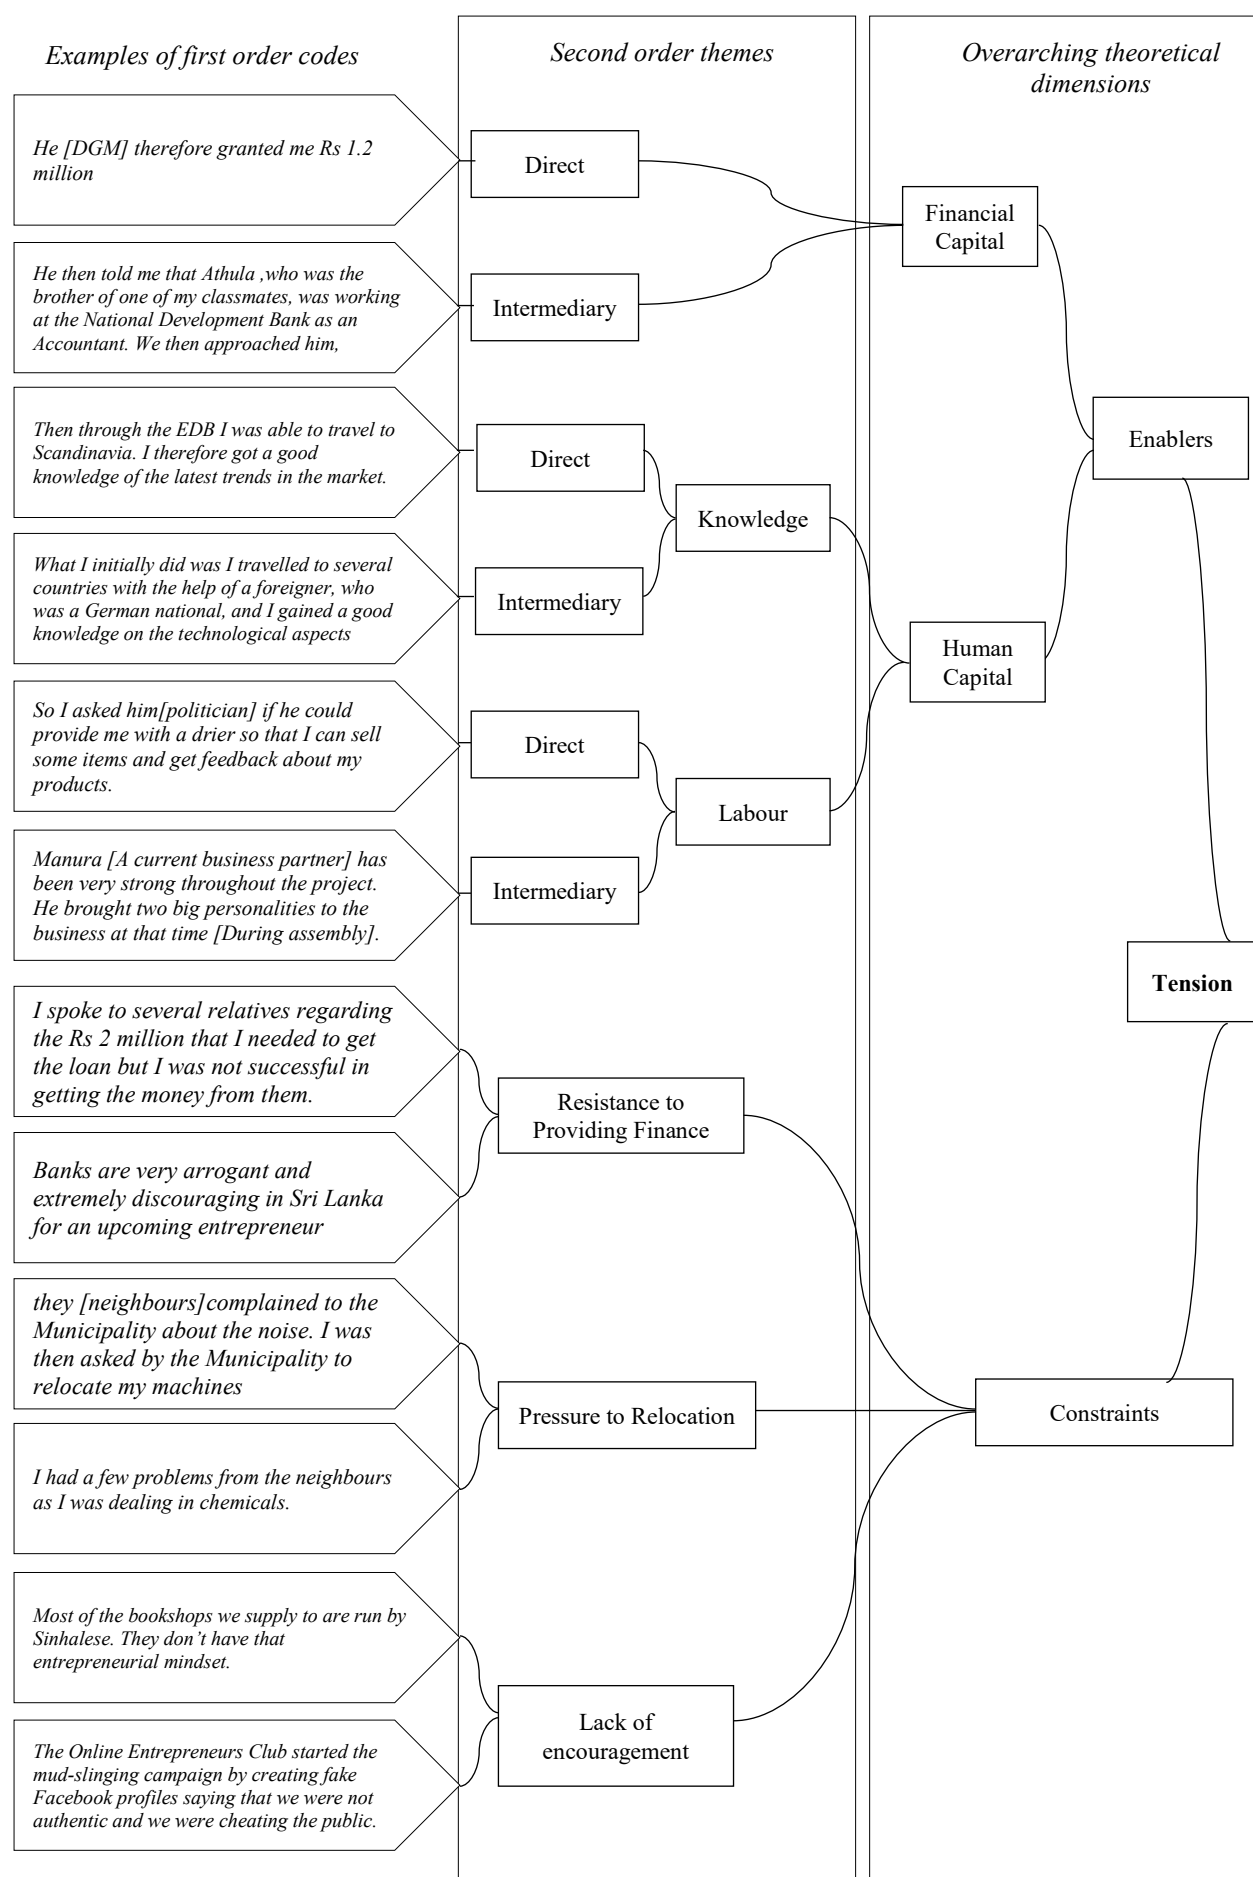 Examples of first order codes
Second order themes
Overarching theoretical
dimensions
He [DGM] therefore granted me Rs 1.2
million
Direct
He then told me that Athula ,who was the
brother of one of my classmates, was working
at the National Development Bank as an
Accountant. We then approached him,
Intermediary
Financial
Capital
Then through the EDB I was able to travel to
Scandinavia. I therefore got a good
knowledge of the latest trends in the market.
Direct
What I initially did was I travelled to several
countries with the help of a foreigner, who
was a German national, and I gained a good
knowledge on the technological aspects
Intermediary
Knowledge
Enablers
So I asked him[politician] if he could
provide me with a drier so that I can sell
some items and get feedback about my
products.
Direct
Manura [A current business partner] has
been very strong throughout the project.
He brought two big personalities to the
business at that time [During assembly].
Intermediary
Labour
Human
Capital
Tension
I spoke to several relatives regarding
the Rs 2 million that I needed to get
the loan but I was not successful in
getting the money from them.
Banks are very arrogant and
extremely discouraging in Sri Lanka
for an upcoming entrepreneur
Resistance to
Providing Finance
they [neighbours]complained to the
Municipality about the noise. I was
then asked by the Municipality to
relocate my machines
I had a few problems from the neighbours
as I was dealing in chemicals.
Pressure to Relocation
Constraints
Most of the bookshops we supply to are run by
Sinhalese. They don’t have that
entrepreneurial mindset.
The Online Entrepreneurs Club started the
mud-slinging campaign by creating fake
Facebook profiles saying that we were not
authentic and we were cheating the public.
Lack of
encouragement